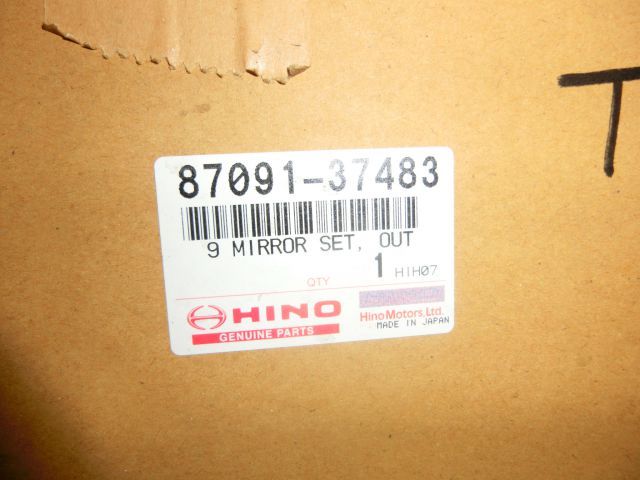 T
87091-37483
9 MIRROR SET, OUT
QTY 1 HIH07
HINO
GENUINE PARTS
Hino Motors, Ltd.
MADE IN JAPAN